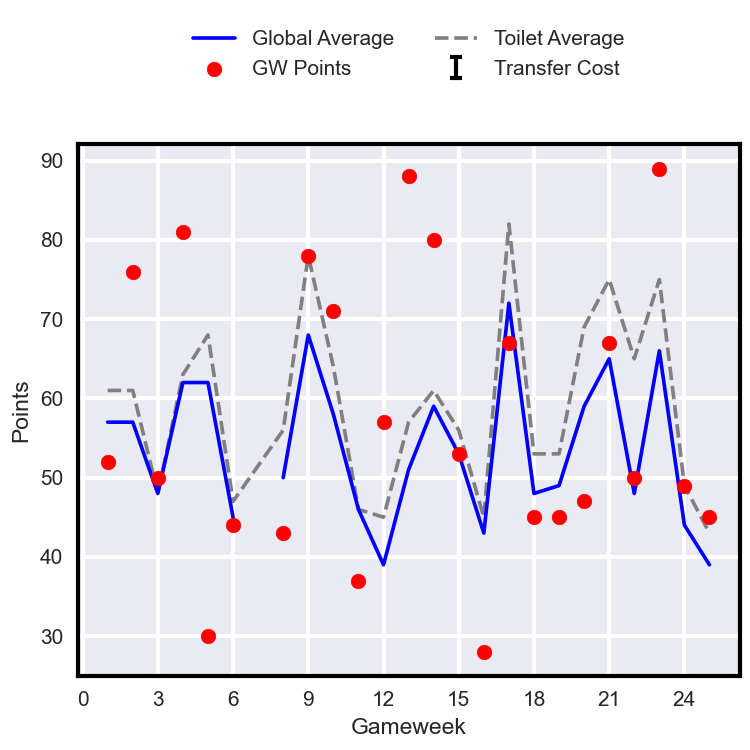 Global Average
Toilet Average
GW Points
Transfer Cost
90
80
70
60
50
40
30
Points
0 3 6 9 12 15 18 21 24
Gameweek